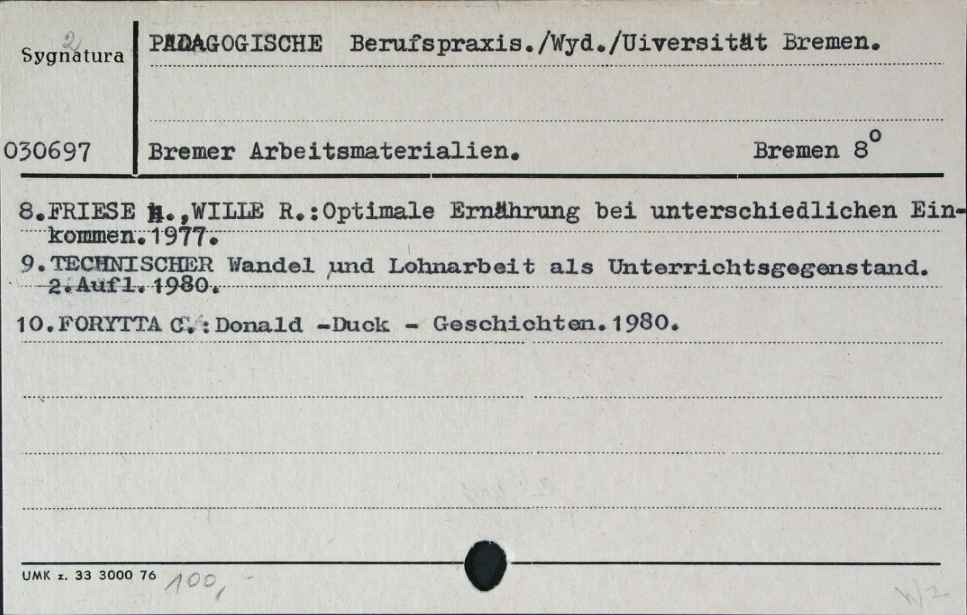 2
Sygnatura
PÄDAGOGISCHE Berufspraxis./Wyd./Uiversität Bremen.
030697
Bremer Arbeitsmaterialien. Bremen 8°
8.FRIESE H.,WILLE R.:Optimale Ernährung bei unterschiedlichen Ein-
kommen.1977.
9.TECHNISCHER Wandel und Lohnarbeit als Unterrichtsgegenstand.
2.Aufl.1980.
10.FORYTTA C.:Donald -Duck - Geschichten.1980.
UMK z. 33 3000 76
100,-